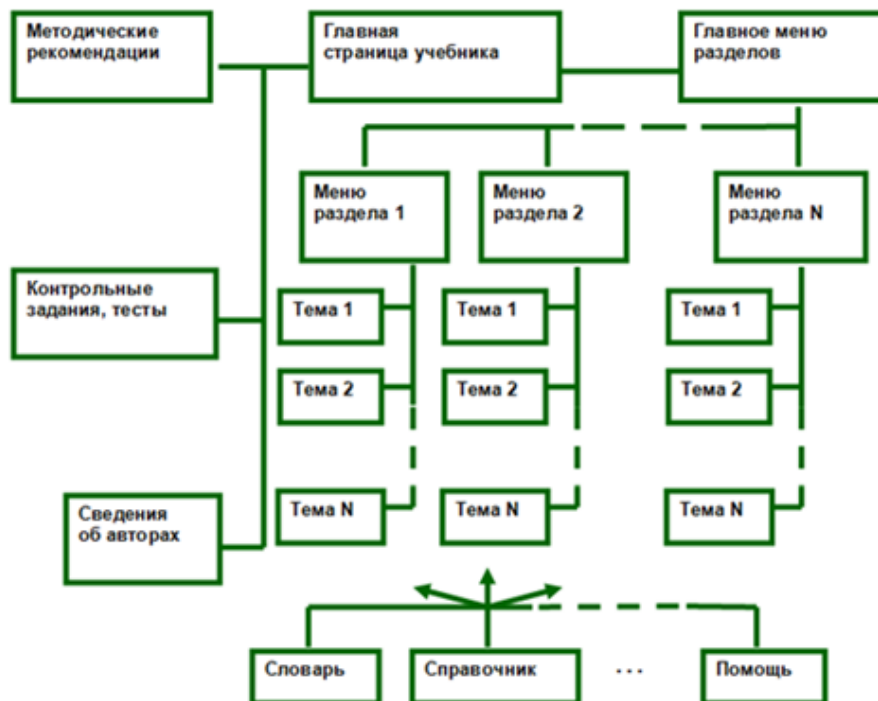 Методические
рекомендации
Главная
страница учебника
Главное меню
разделов
Меню
раздела 1
Меню
раздела 2
Меню
раздела N
Контрольные
задания, тесты
Тема 1
Тема 1
Тема 1
Тема 2
Тема 2
Тема 2
Сведения
об авторах
Тема N
Тема N
Тема N
Словарь
Справочник
...
Помощь